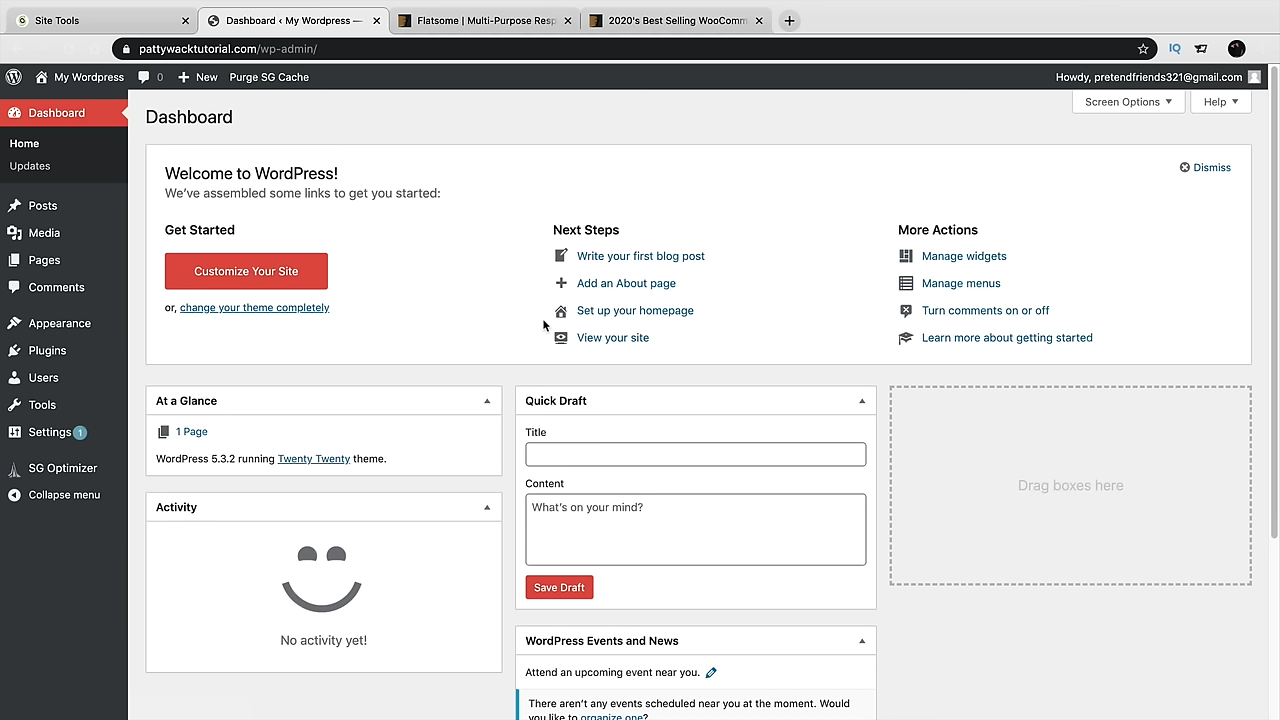 Site Tools
Dashboard ‹ My Wordpress —
Flatsome | Multi-Purpose Resp
2020's Best Selling WooComm
pattywacktutorial.com/wp-admin/
IQ
My Wordpress
0
New
Purge SG Cache
Howdy, pretendfriends321@gmail.com
Dashboard
Home
Updates
Posts
Media
Pages
Comments
Appearance
Plugins
Users
Tools
Settings 1
SG Optimizer
Collapse menu
Dashboard
Screen Options
Help
Welcome to WordPress!
We've assembled some links to get you started:
Dismiss
Get Started
Customize Your Site
or, change your theme completely
Next Steps
Write your first blog post
Add an About page
Set up your homepage
View your site
More Actions
Manage widgets
Manage menus
Turn comments on or off
Learn more about getting started
At a Glance
1 Page
WordPress 5.3.2 running Twenty Twenty theme.
Activity
No activity yet!
Quick Draft
Title
Content
What's on your mind?
Save Draft
WordPress Events and News
Attend an upcoming event near you.
There aren't any events scheduled near you at the moment. Would
you like to organize one?
Drag boxes here